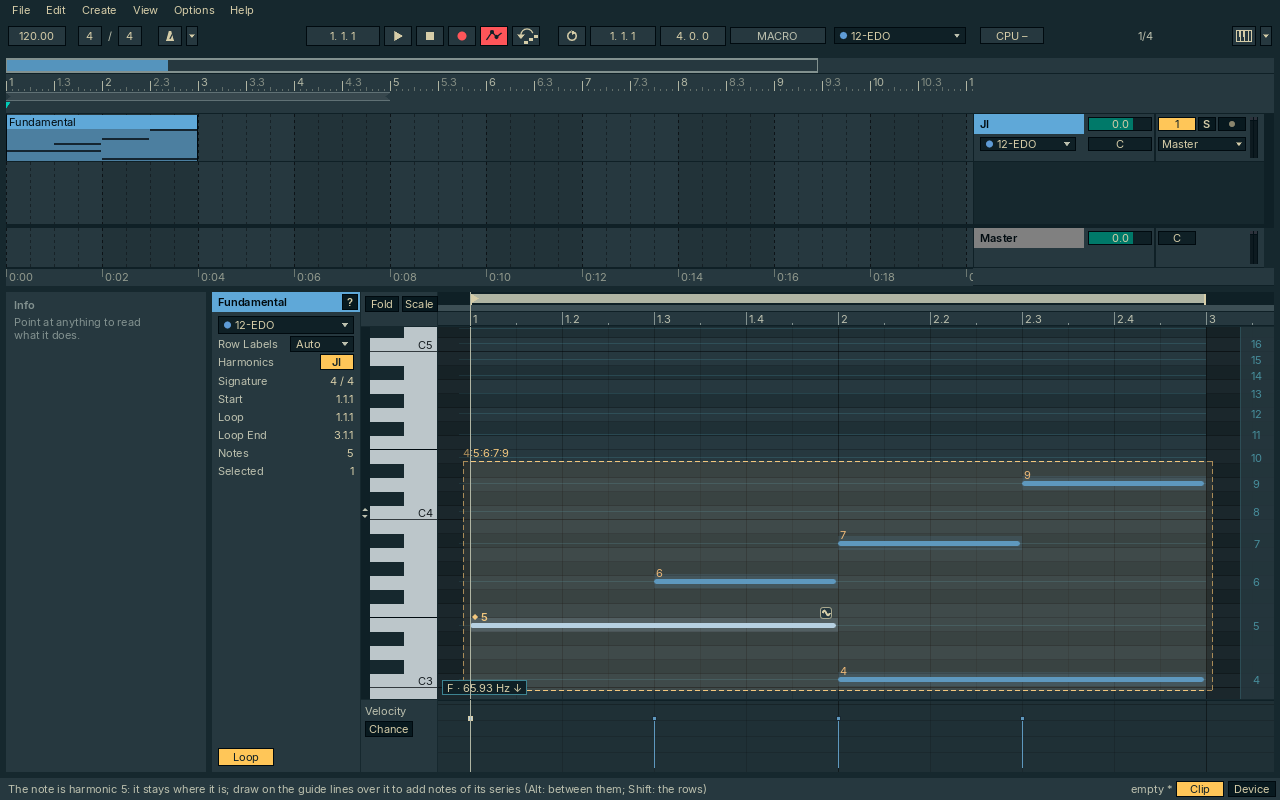 File Edit Create View Options Help
120.00 4 / 4 1. 1. 1 1. 1. 1 4. 0. 0 MACRO 12-EDO CPU – 1/4
1 1.3 2 2.3 3 3.3 4 4.3 5 5.3 6 6.3 7 7.3 8 8.3 9 9.3 10 10.3 1
Fundamental
JI 0.0 1 S
12-EDO C Master
Master 0.0 C
0:00 0:02 0:04 0:06 0:08 0:10 0:12 0:14 0:16 0:18
Info
Point at anything to read
what it does.
Fundamental ?
12-EDO
Row Labels Auto
Harmonics JI
Signature 4 / 4
Start 1.1.1
Loop 1.1.1
Loop End 3.1.1
Notes 5
Selected 1
Loop
Fold Scale
1 1.2 1.3 1.4 2 2.2 2.3 2.4 3
C5 16
15
14
13
12
11
4:5:6:7:9 10
9 9
C4 8
7 7
6 6
5 5
4 4
C3
F · 65.93 Hz ↓
Velocity
Chance
The note is harmonic 5: it stays where it is; draw on the guide lines over it to add notes of its series (Alt: between them; Shift: the rows) empty * Clip Device